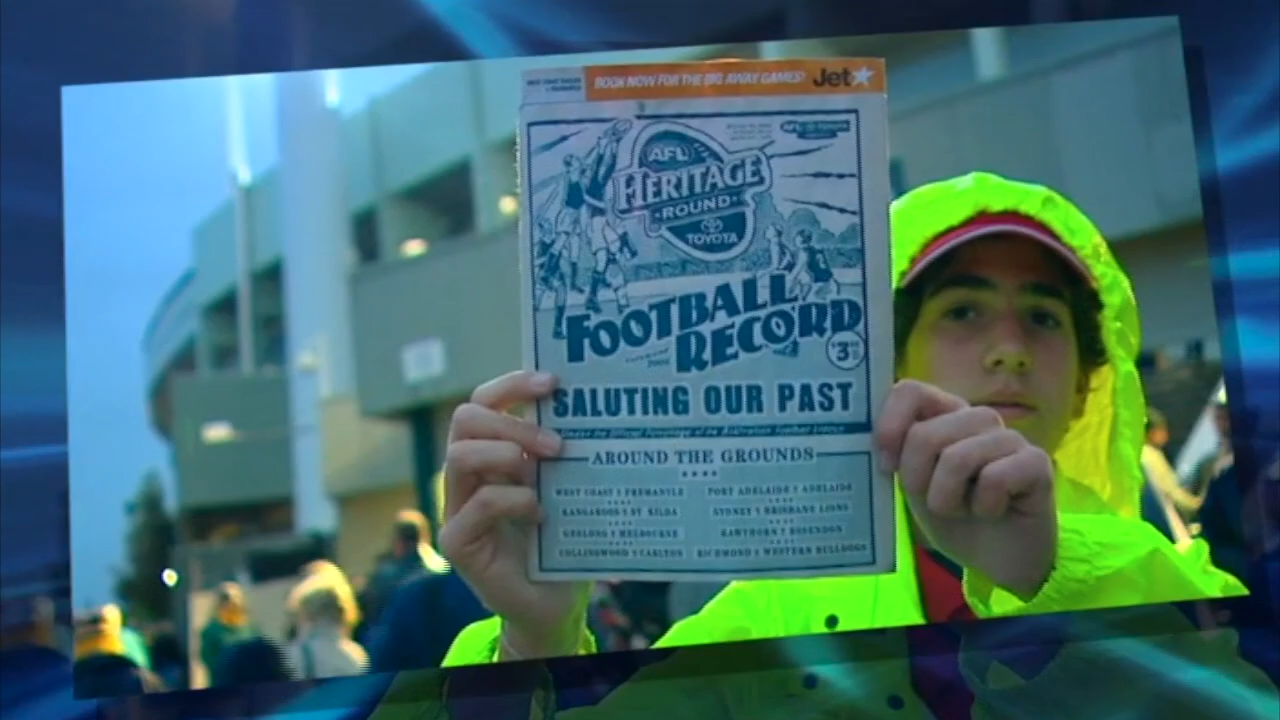 BOOK NOW FOR THE BIG AWAY GAMES! Jet★
AFL
HERITAGE
ROUND
TOYOTA
FOOTBALL
RECORD
$3
SALUTING OUR PAST
AROUND THE GROUNDS
WEST COAST V FREMANTLE
PORT ADELAIDE V ADELAIDE
KANGAROOS V ST KILDA
SYDNEY V BRISBANE LIONS
GEELONG V MELBOURNE
HAWTHORN V ESSENDON
COLLINGWOOD V CARLTON
RICHMOND V WESTERN BULLDOGS